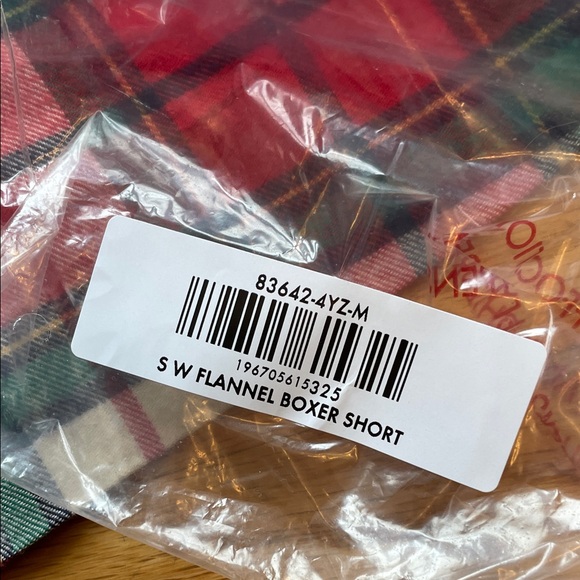 83642-4YZ-M
196705615325
S W FLANNEL BOXER SHORT